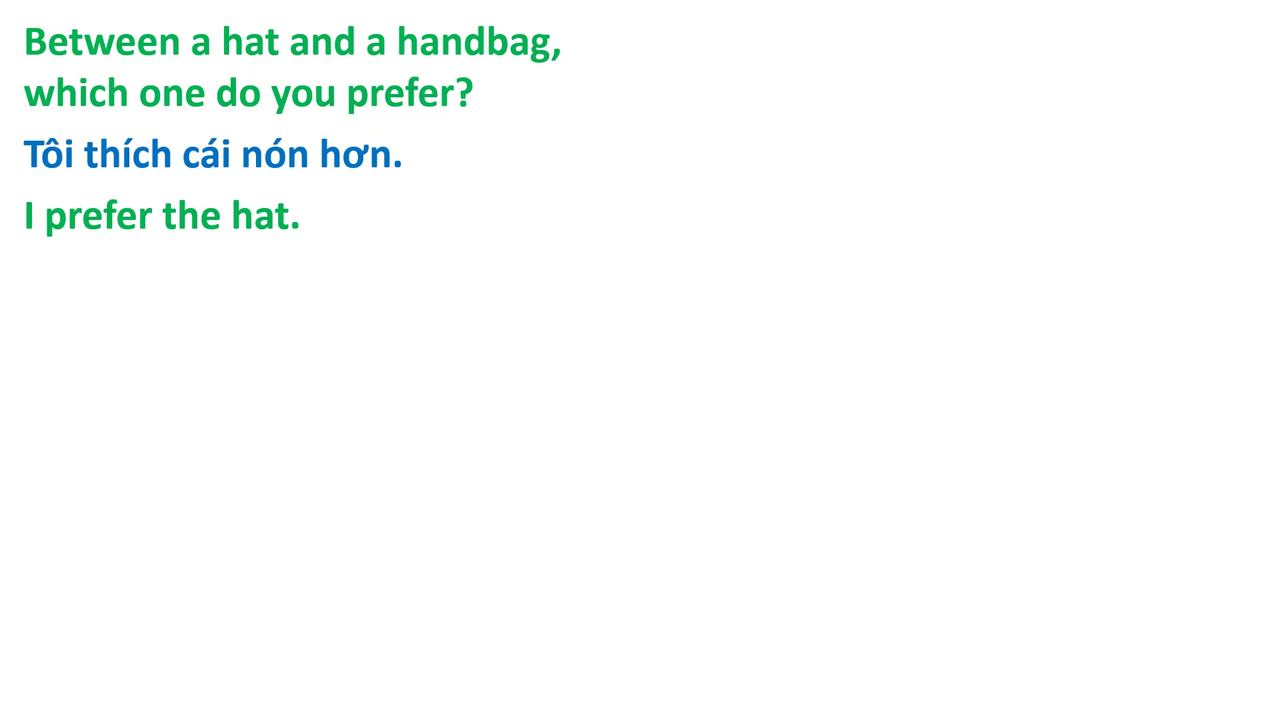 Between a hat and a handbag,
which one do you prefer?
Tôi thích cái nón hơn.
I prefer the hat.